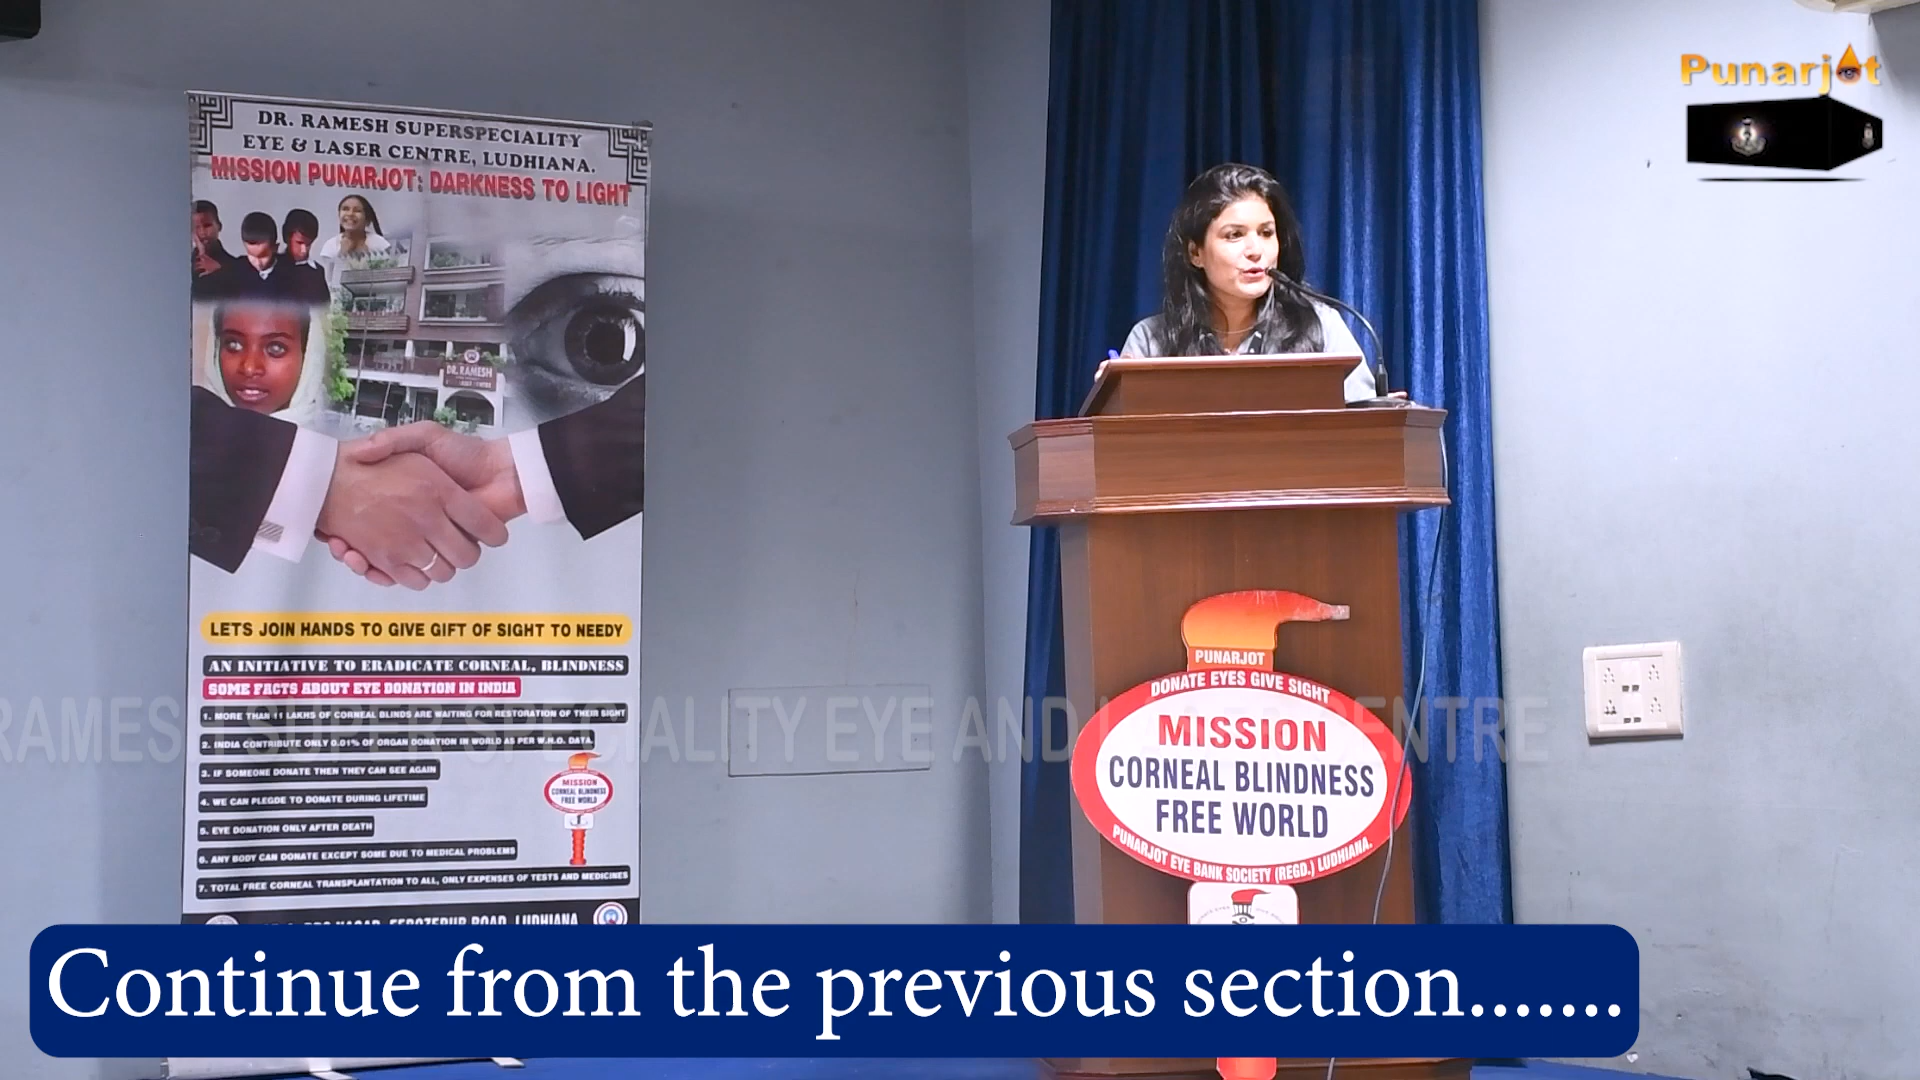 Punarjot
DR. RAMESH SUPERSPECIALITY
EYE & LASER CENTRE, LUDHIANA.
MISSION PUNARJOT: DARKNESS TO LIGHT
DR. RAMESH
LETS JOIN HANDS TO GIVE GIFT OF SIGHT TO NEEDY
AN INITIATIVE TO ERADICATE CORNEAL, BLINDNESS
SOME FACTS ABOUT EYE DONATION IN INDIA
1. MORE THAN 11 LAKHS OF CORNEAL BLINDS ARE WAITING FOR RESTORATION OF THEIR SIGHT
2. INDIA CONTRIBUTE ONLY 0.01% OF ORGAN DONATION IN WORLD AS PER W.H.O. DATA.
3. IF SOMEONE DONATE THEN THEY CAN SEE AGAIN
4. WE CAN PLEGDE TO DONATE DURING LIFETIME
5. EYE DONATION ONLY AFTER DEATH
6. ANY BODY CAN DONATE EXCEPT SOME DUE TO MEDICAL PROBLEMS
7. TOTAL FREE CORNEAL TRANSPLANTATION TO ALL, ONLY EXPENSES OF TESTS AND MEDICINES
MISSION
CORNEAL BLINDNESS
FREE WORLD
FEROZEPUR ROAD, LUDHIANA
PUNARJOT
DONATE EYES GIVE SIGHT
MISSION
CORNEAL BLINDNESS
FREE WORLD
PUNARJOT EYE BANK SOCIETY (REGD.) LUDHIANA.
RAMESH SUPER SPECIALITY EYE AND LASER CENTRE
Continue from the previous section.......